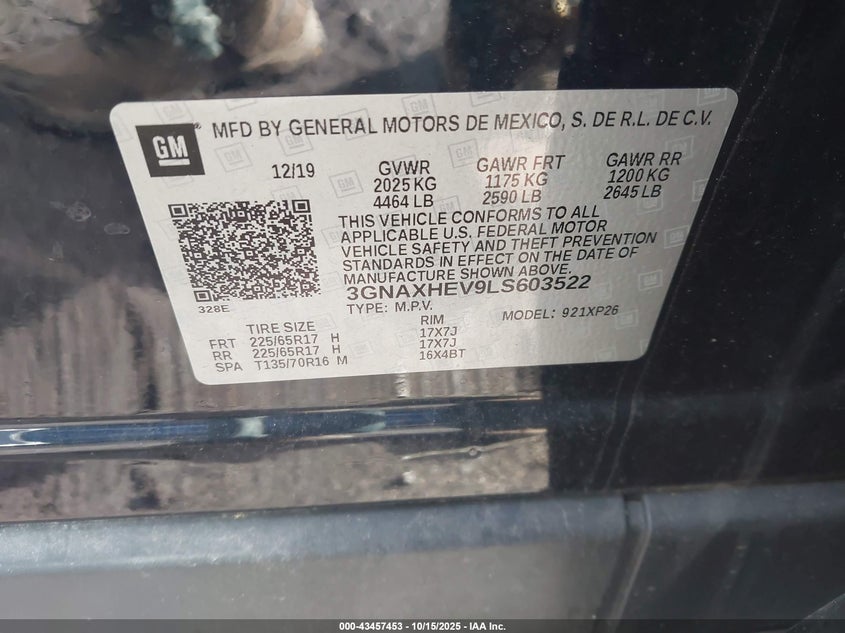 GM
MFD BY GENERAL MOTORS DE MEXICO, S. DE R.L. DE C.V.
12/19
GVWR
2025 KG
4464 LB
GAWR FRT
1175 KG
2590 LB
GAWR RR
1200 KG
2645 LB
THIS VEHICLE CONFORMS TO ALL
APPLICABLE U.S. FEDERAL MOTOR
VEHICLE SAFETY AND THEFT PREVENTION
STANDARDS IN EFFECT ON THE DATE OF
MANUFACTURE SHOWN ABOVE.
3GNAXHEV9LS603522
328E
TYPE: M.P.V.
MODEL: 921XP26
TIRE SIZE RIM
FRT 225/65R17 H 17X7J
RR 225/65R17 H 17X7J
SPA T135/70R16 M 16X4BT
000-43457453 - 10/15/2025 - IAA Inc.